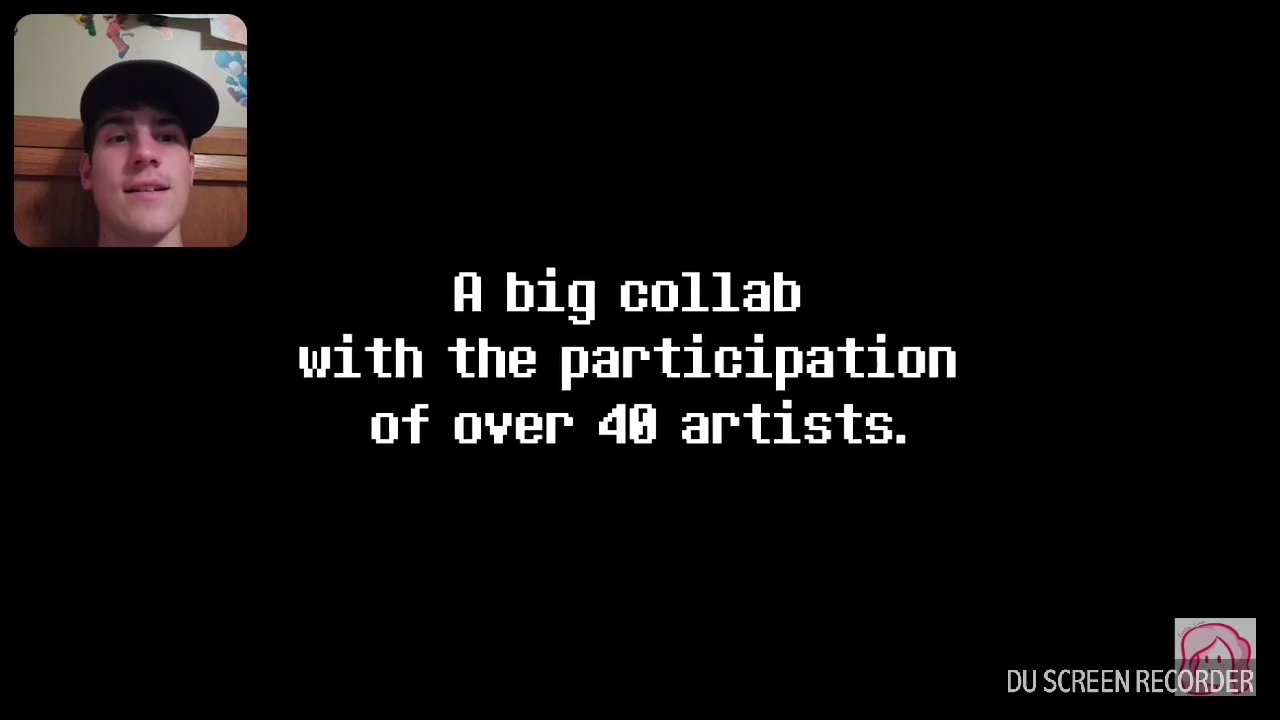 A big collab
with the participation
of over 40 artists.
DU SCREEN RECORDER